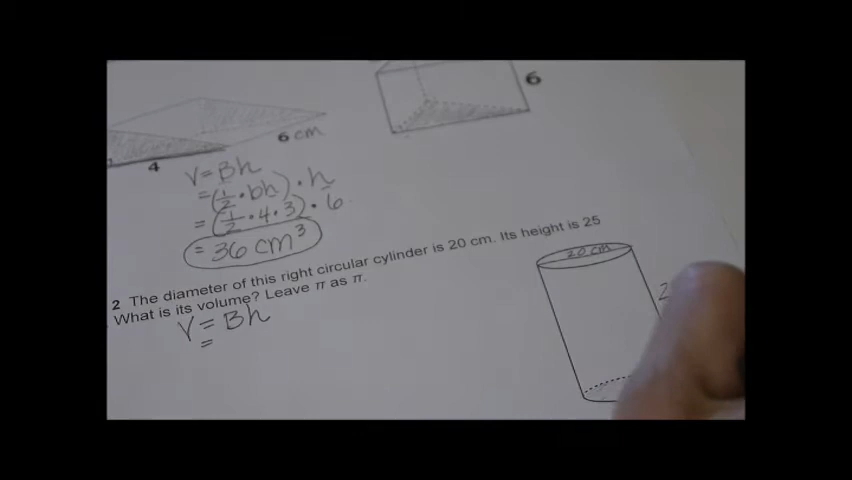 6
6 cm
4
V = Bh
= (1/2 · bh) · h
= (1/2 · 4 · 3) · 6
= 36 cm³
2 The diameter of this right circular cylinder is 20 cm. Its height is 25
What is its volume? Leave π as π.
20 cm
2
V = Bh
=